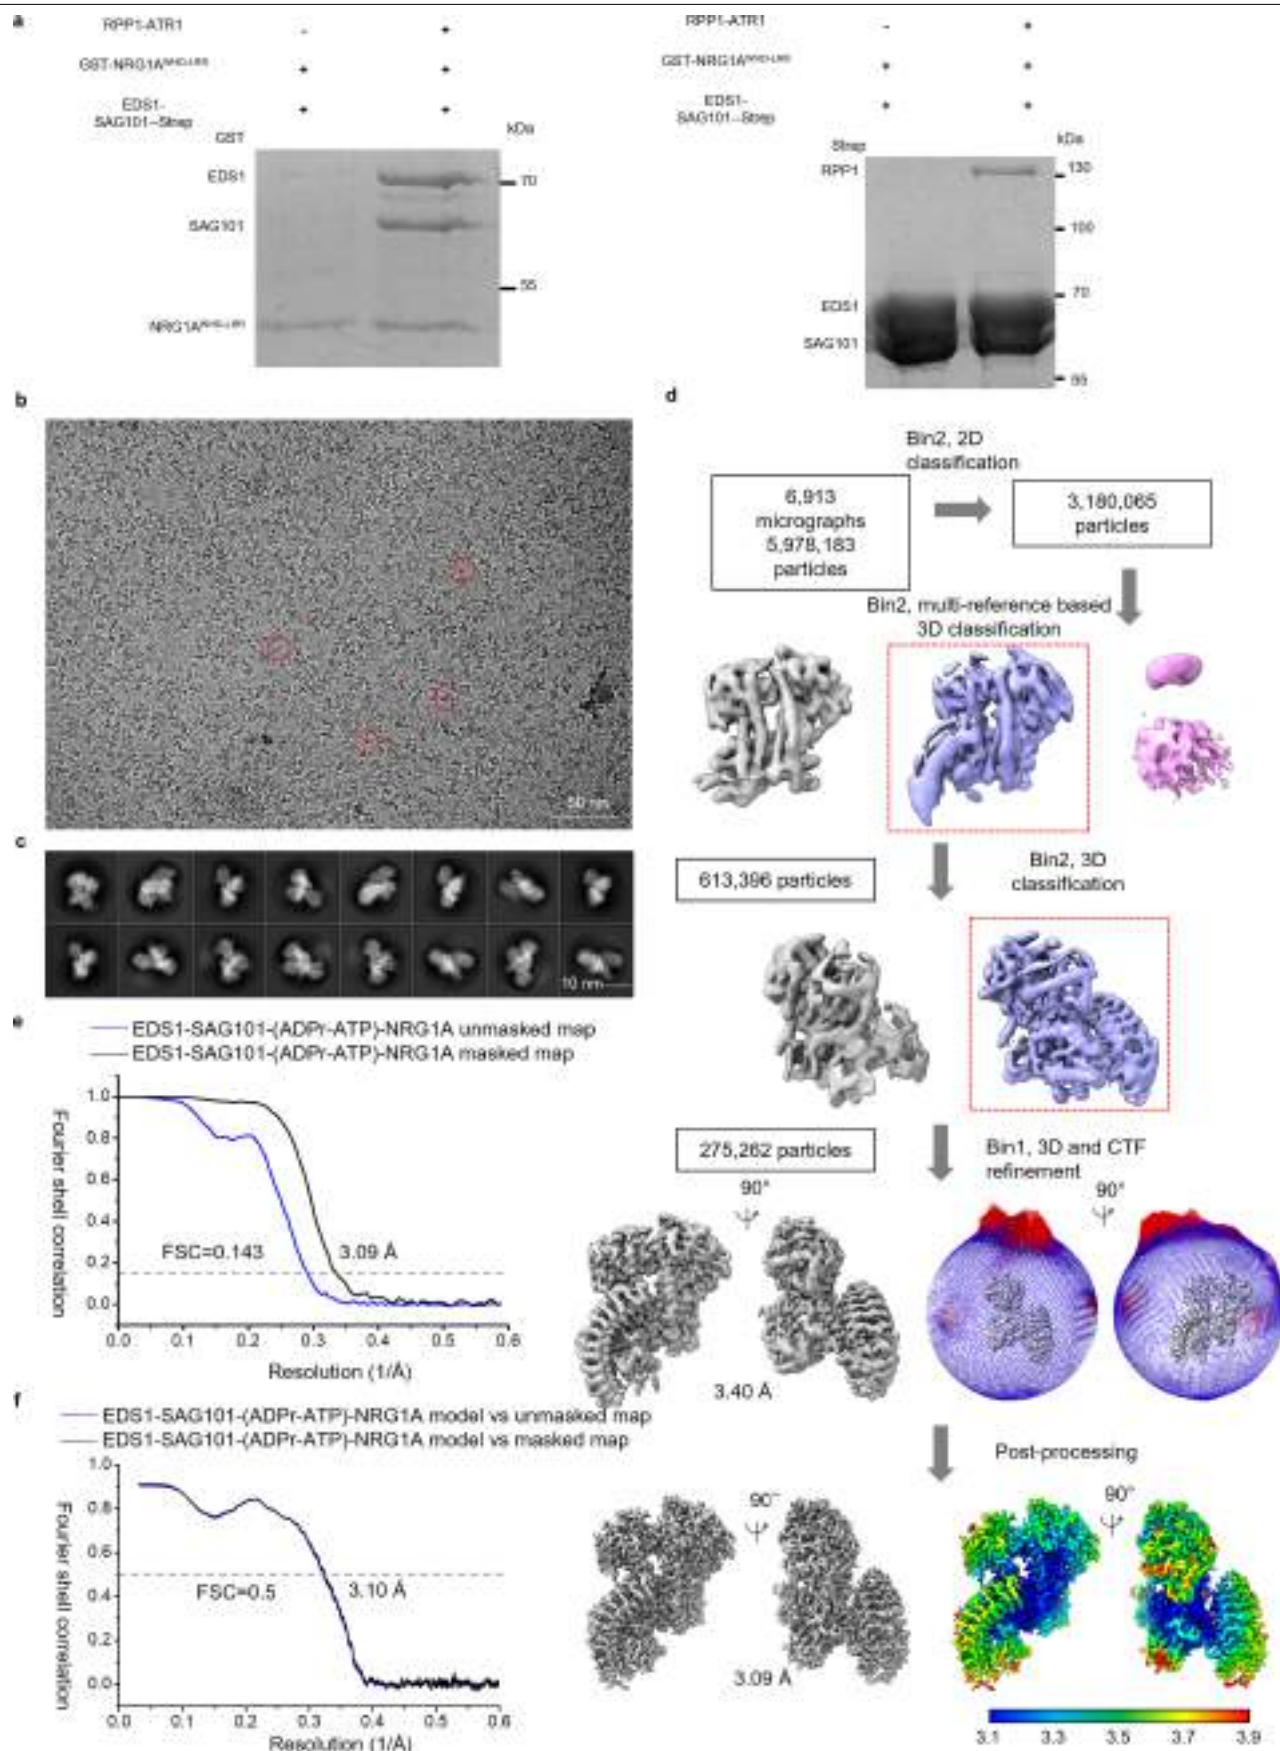 a
RPP1-ATR1
- +
GST-NRG1A
+ +
EDS1-
SAG101-Strep
+ +
GST
kDa
EDS1
70
SAG101
55
NRG1A
RPP1-ATR1
- +
GST-NRG1A
+ +
EDS1-
SAG101-Strep
+ +
Strep
kDa
RPP1
130
100
70
EDS1
SAG101
55
b
50 nm
c
10 nm
d
Bin2, 2D
classification
6,913
micrographs
5,978,183
particles
3,180,065
particles
Bin2, multi-reference based
3D classification
613,396 particles
Bin2, 3D
classification
275,262 particles
Bin1, 3D and CTF
refinement
90°
90°
3.40 Å
Post-processing
90°
90°
3.09 Å
3.1 3.3 3.5 3.7 3.9
e
EDS1-SAG101-(ADPr-ATP)-NRG1A unmasked map
EDS1-SAG101-(ADPr-ATP)-NRG1A masked map
Fourier shell correlation
1.0
0.8
0.6
0.4
0.2
0.0
FSC=0.143
3.09 Å
0.0 0.1 0.2 0.3 0.4 0.5 0.6
Resolution (1/Å)
f
EDS1-SAG101-(ADPr-ATP)-NRG1A model vs unmasked map
EDS1-SAG101-(ADPr-ATP)-NRG1A model vs masked map
Fourier shell correlation
1.0
0.8
0.6
0.4
0.2
0.0
FSC=0.5
3.10 Å
0.0 0.1 0.2 0.3 0.4 0.5 0.6
Resolution (1/Å)